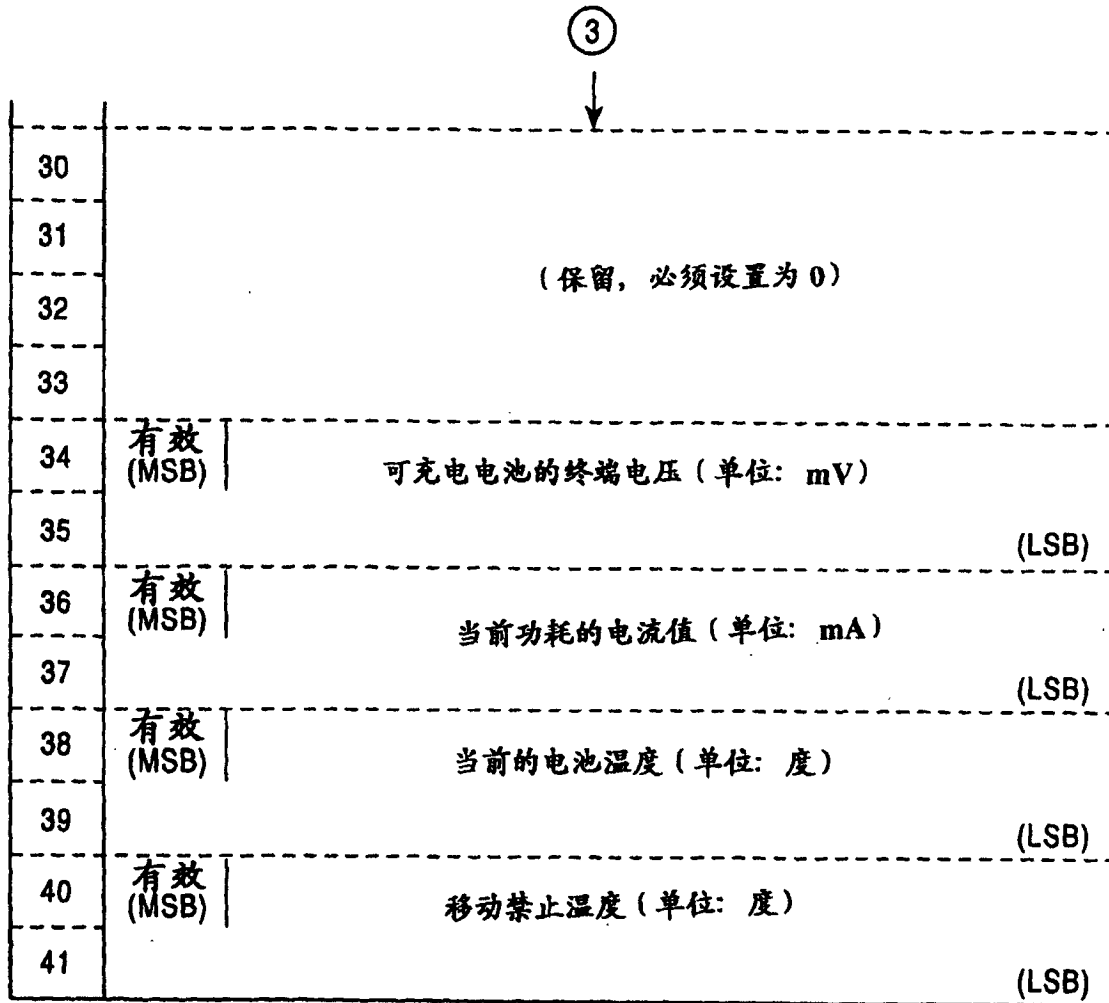 3
30
31
32
(保留，必须设置为 0)
33
34 有效 (MSB) 可充电电池的终端电压(单位: mV)
35 (LSB)
36 有效 (MSB) 当前功耗的电流值(单位: mA)
37 (LSB)
38 有效 (MSB) 当前的电池温度(单位: 度)
39 (LSB)
40 有效 (MSB) 移动禁止温度(单位: 度)
41 (LSB)